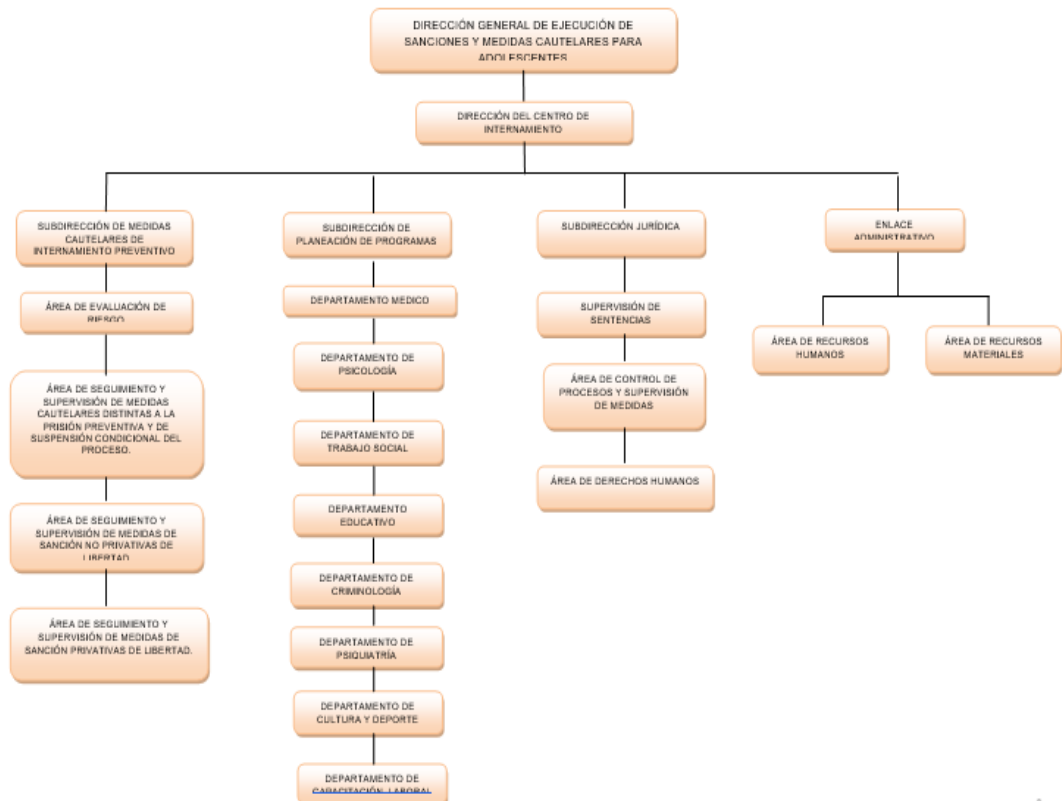 DIRECCIÓN GENERAL DE EJECUCIÓN DE
SANCIONES Y MEDIDAS CAUTELARES PARA
ADOLESCENTES
DIRECCIÓN DEL CENTRO DE
INTERNAMIENTO
SUBDIRECCIÓN DE MEDIDAS
CAUTELARES DE
INTERNAMIENTO PREVENTIVO
ÁREA DE EVALUACIÓN DE
RIESGO
ÁREA DE SEGUIMIENTO Y
SUPERVISIÓN DE MEDIDAS
CAUTELARES DISTINTAS A LA
PRISIÓN PREVENTIVA Y DE
SUSPENSIÓN CONDICIONAL DEL
PROCESO.
ÁREA DE SEGUIMIENTO Y
SUPERVISIÓN DE MEDIDAS DE
SANCIÓN NO PRIVATIVAS DE
LIBERTAD
ÁREA DE SEGUIMIENTO Y
SUPERVISIÓN DE MEDIDAS DE
SANCIÓN PRIVATIVAS DE LIBERTAD.
SUBDIRECCIÓN DE
PLANEACIÓN DE PROGRAMAS
DEPARTAMENTO MEDICO
DEPARTAMENTO DE
PSICOLOGÍA
DEPARTAMENTO DE
TRABAJO SOCIAL
DEPARTAMENTO
EDUCATIVO
DEPARTAMENTO DE
CRIMINOLOGÍA
DEPARTAMENTO DE
PSIQUIATRÍA
DEPARTAMENTO DE
CULTURA Y DEPORTE
DEPARTAMENTO DE
CAPACITACIÓN LABORAL
SUBDIRECCIÓN JURÍDICA
SUPERVISIÓN DE
SENTENCIAS
ÁREA DE CONTROL DE
PROCESOS Y SUPERVISIÓN
DE MEDIDAS
ÁREA DE DERECHOS HUMANOS
ENLACE
ADMINISTRATIVO
ÁREA DE RECURSOS
HUMANOS
ÁREA DE RECURSOS
MATERIALES